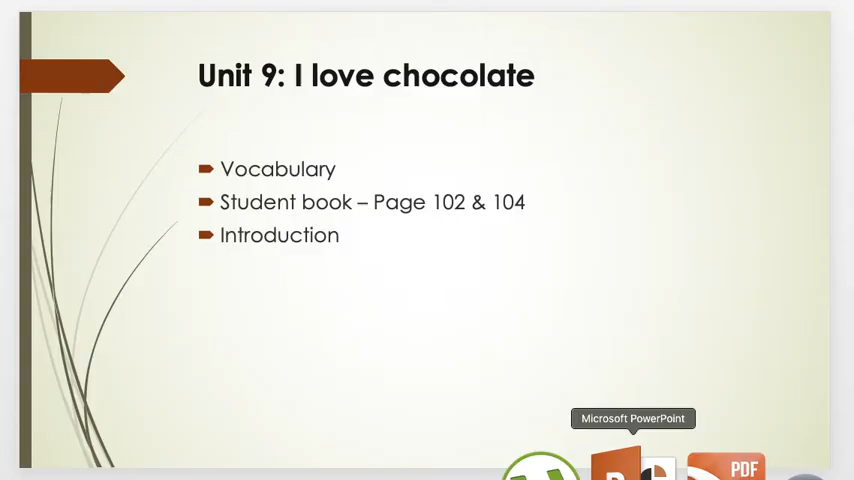 Unit 9: I love chocolate
Vocabulary
Student book – Page 102 & 104
Introduction
Microsoft PowerPoint
P
PDF